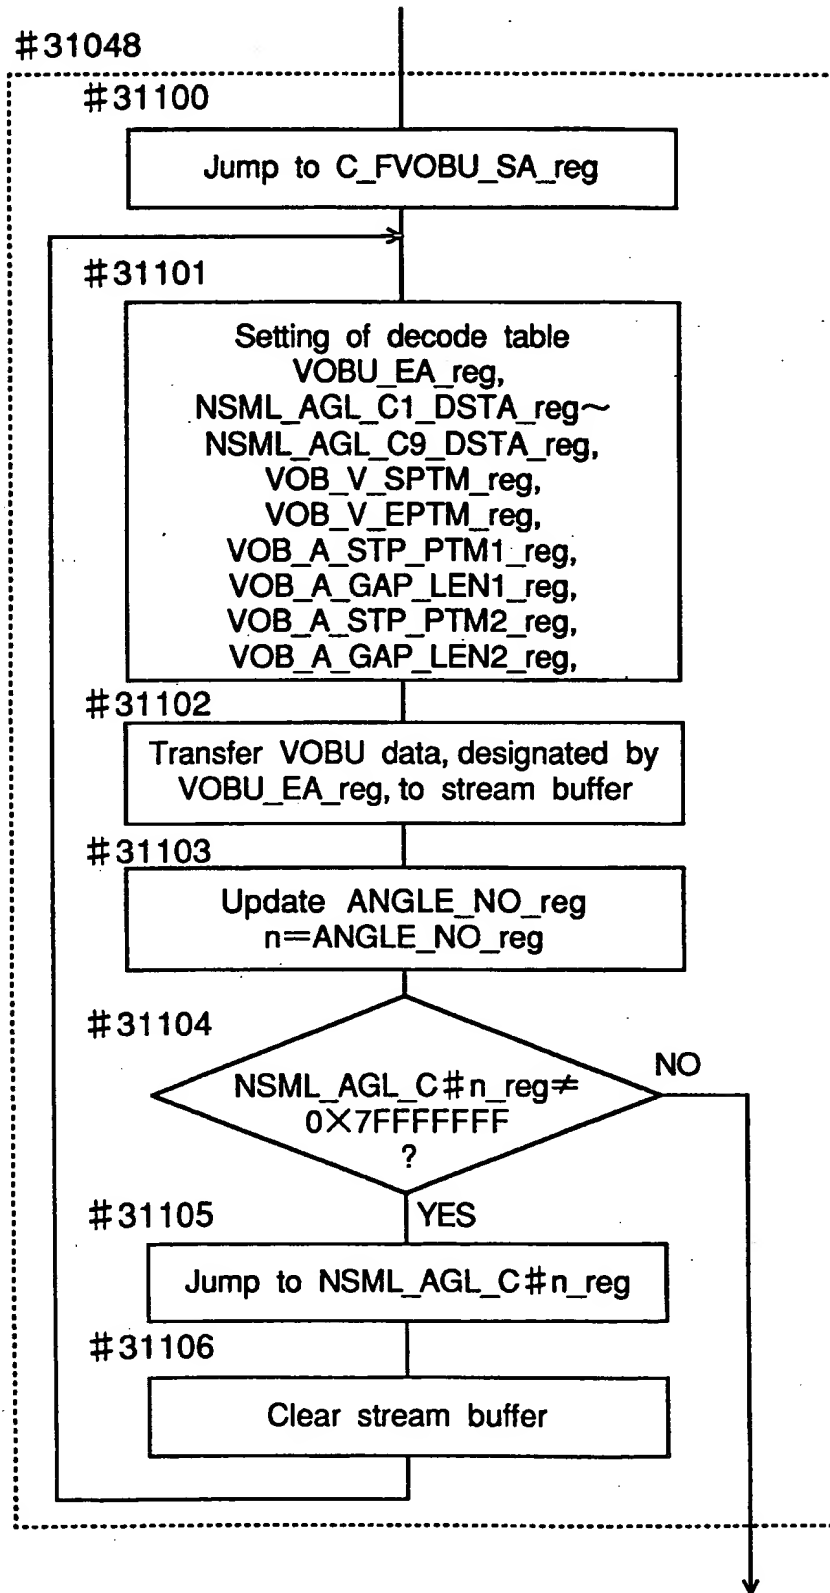 #31048
#31100
Jump to C_FVOBU_SA_reg
#31101
Setting of decode table
VOBU_EA_reg,
NSML_AGL_C1_DSTA_reg~
NSML_AGL_C9_DSTA_reg,
VOB_V_SPTM_reg,
VOB_V_EPTM_reg,
VOB_A_STP_PTM1_reg,
VOB_A_GAP_LEN1_reg,
VOB_A_STP_PTM2_reg,
VOB_A_GAP_LEN2_reg,
#31102
Transfer VOBU data, designated by
VOBU_EA_reg, to stream buffer
#31103
Update ANGLE_NO_reg
n=ANGLE_NO_reg
#31104
NO
NSML_AGL_C#n_reg≠
0×7FFFFFFF
?
#31105
YES
Jump to NSML_AGL_C#n_reg
#31106
Clear stream buffer